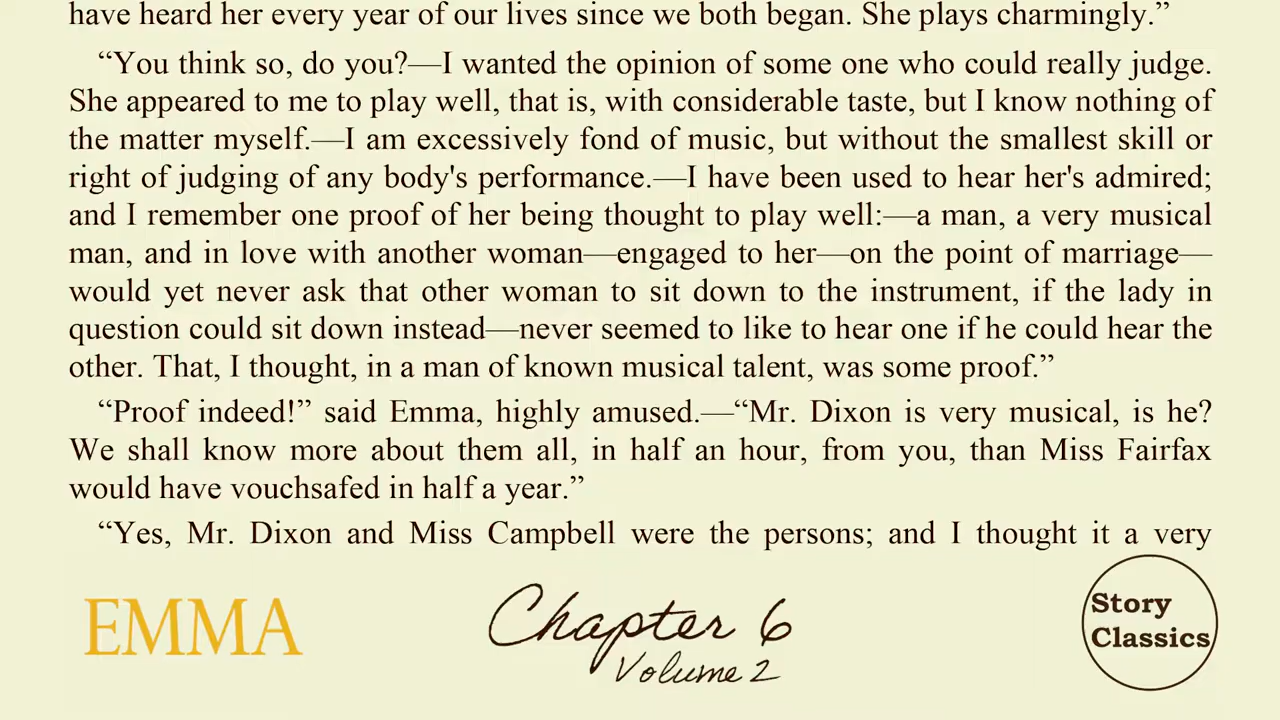 have heard her every year of our lives since we both began. She plays charmingly.”
“You think so, do you?—I wanted the opinion of some one who could really judge.
She appeared to me to play well, that is, with considerable taste, but I know nothing of
the matter myself.—I am excessively fond of music, but without the smallest skill or
right of judging of any body's performance.—I have been used to hear her's admired;
and I remember one proof of her being thought to play well:—a man, a very musical
man, and in love with another woman—engaged to her—on the point of marriage—
would yet never ask that other woman to sit down to the instrument, if the lady in
question could sit down instead—never seemed to like to hear one if he could hear the
other. That, I thought, in a man of known musical talent, was some proof.”
“Proof indeed!” said Emma, highly amused.—“Mr. Dixon is very musical, is he?
We shall know more about them all, in half an hour, from you, than Miss Fairfax
would have vouchsafed in half a year.”
“Yes, Mr. Dixon and Miss Campbell were the persons; and I thought it a very
EMMA
Chapter 6
Volume 2
Story
Classics